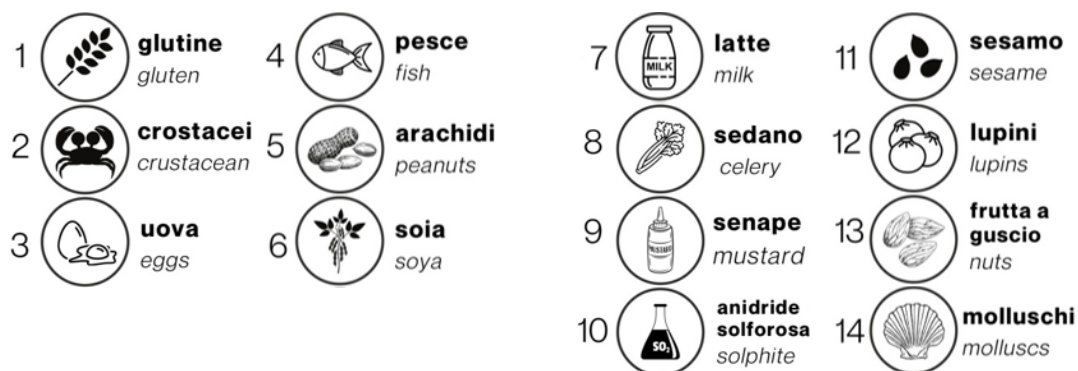 1 glutine
gluten
2 crostacei
crustacean
3 uova
eggs
4 pesce
fish
5 arachidi
peanuts
6 soia
soya
7 MILK latte
milk
8 sedano
celery
9 MUSTARD senape
mustard
10 SO₂ anidride
solforosa
solphite
11 sesamo
sesame
12 lupini
lupins
13 frutta a
guscio
nuts
14 molluschi
molluscs